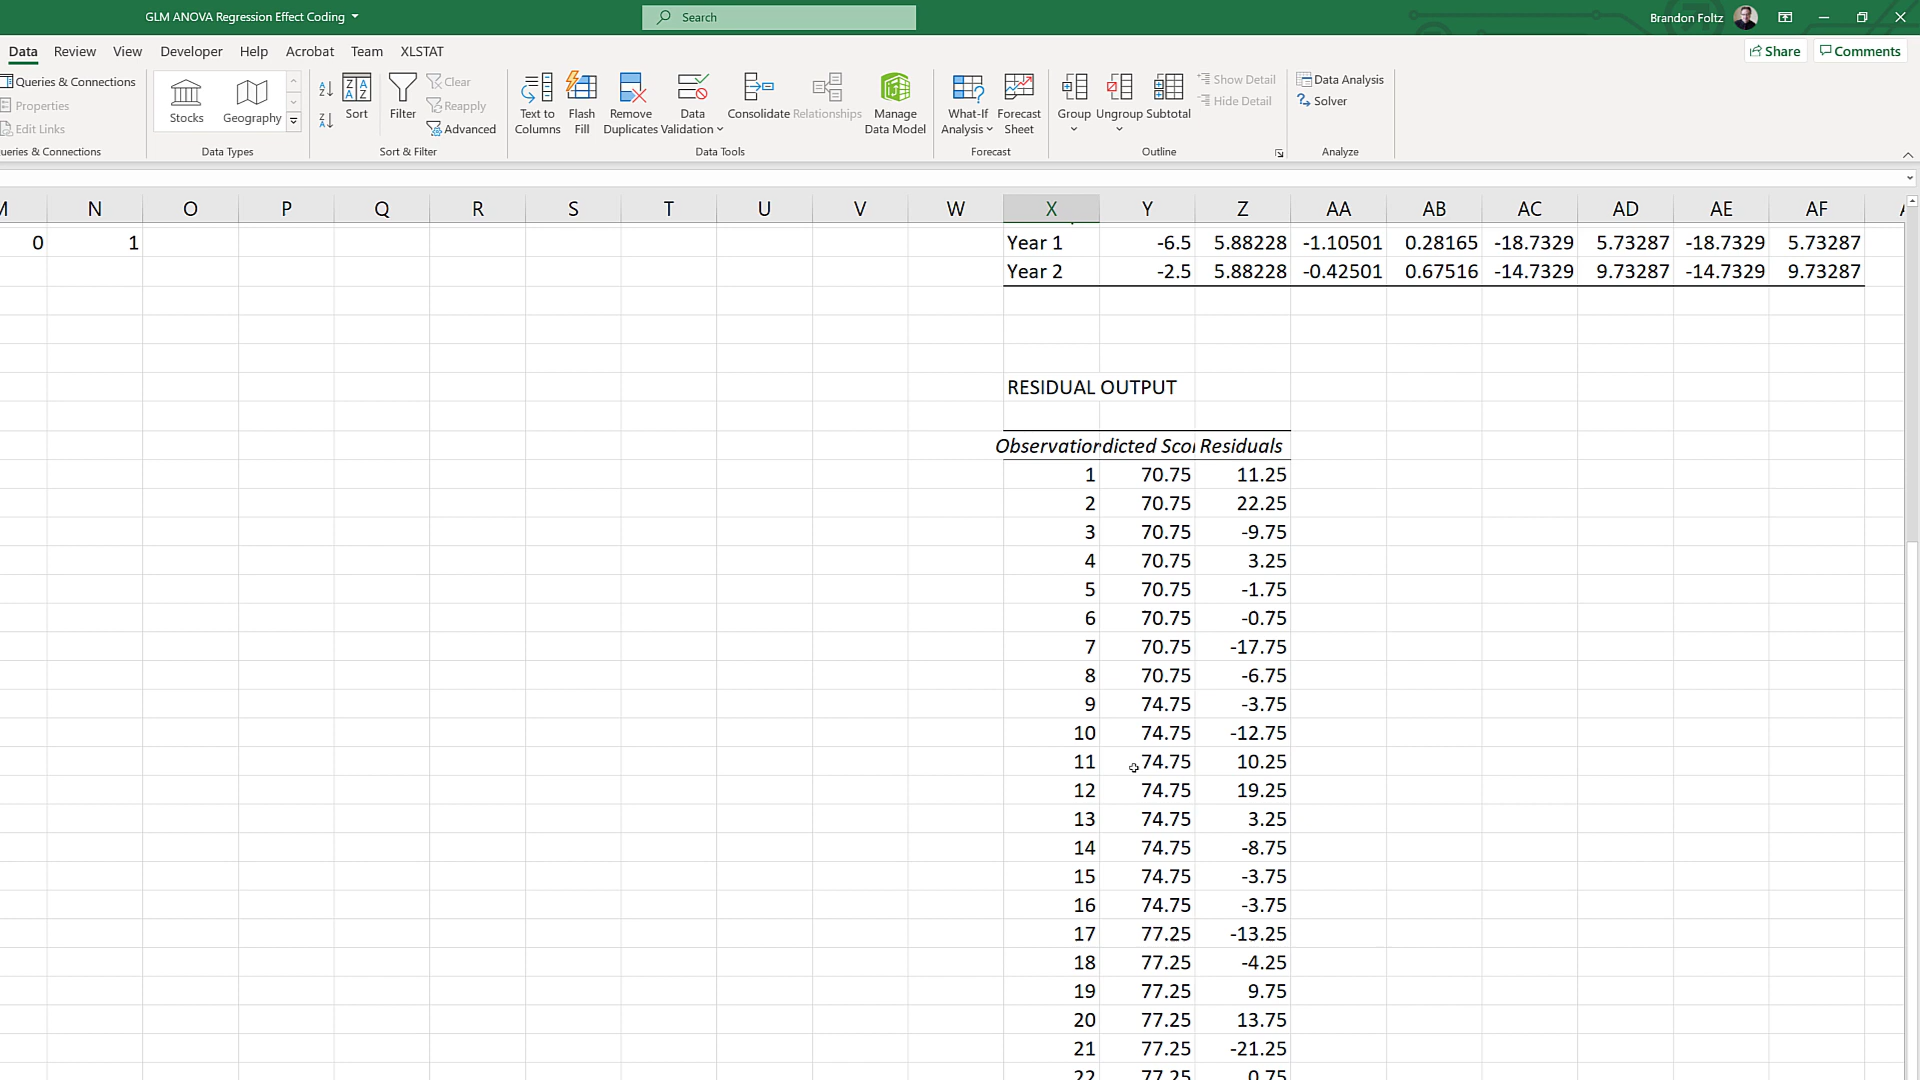 GLM ANOVA Regression Effect Coding
Search
Brandon Foltz
Data Review View Developer Help Acrobat Team XLSTAT
Share Comments
Queries & Connections
Properties
Edit Links
ueries & Connections
Stocks Geography
Data Types
Sort
Filter
Clear
Reapply
Advanced
Sort & Filter
Text to Columns
Flash Fill
Remove Duplicates
Data Validation
Consolidate
Relationships
Manage Data Model
Data Tools
What-If Analysis
Forecast Sheet
Forecast
Group
Ungroup
Subtotal
Show Detail
Hide Detail
Outline
Data Analysis
Solver
Analyze
N O P Q R S T U V W X Y Z AA AB AC AD AE AF
0 1 Year 1 -6.5 5.88228 -1.10501 0.28165 -18.7329 5.73287 -18.7329 5.73287
Year 2 -2.5 5.88228 -0.42501 0.67516 -14.7329 9.73287 -14.7329 9.73287
RESIDUAL OUTPUT
Observation dicted Scor Residuals
1 70.75 11.25
2 70.75 22.25
3 70.75 -9.75
4 70.75 3.25
5 70.75 -1.75
6 70.75 -0.75
7 70.75 -17.75
8 70.75 -6.75
9 74.75 -3.75
10 74.75 -12.75
11 74.75 10.25
12 74.75 19.25
13 74.75 3.25
14 74.75 -8.75
15 74.75 -3.75
16 74.75 -3.75
17 77.25 -13.25
18 77.25 -4.25
19 77.25 9.75
20 77.25 13.75
21 77.25 -21.25
22 77.25 0.75